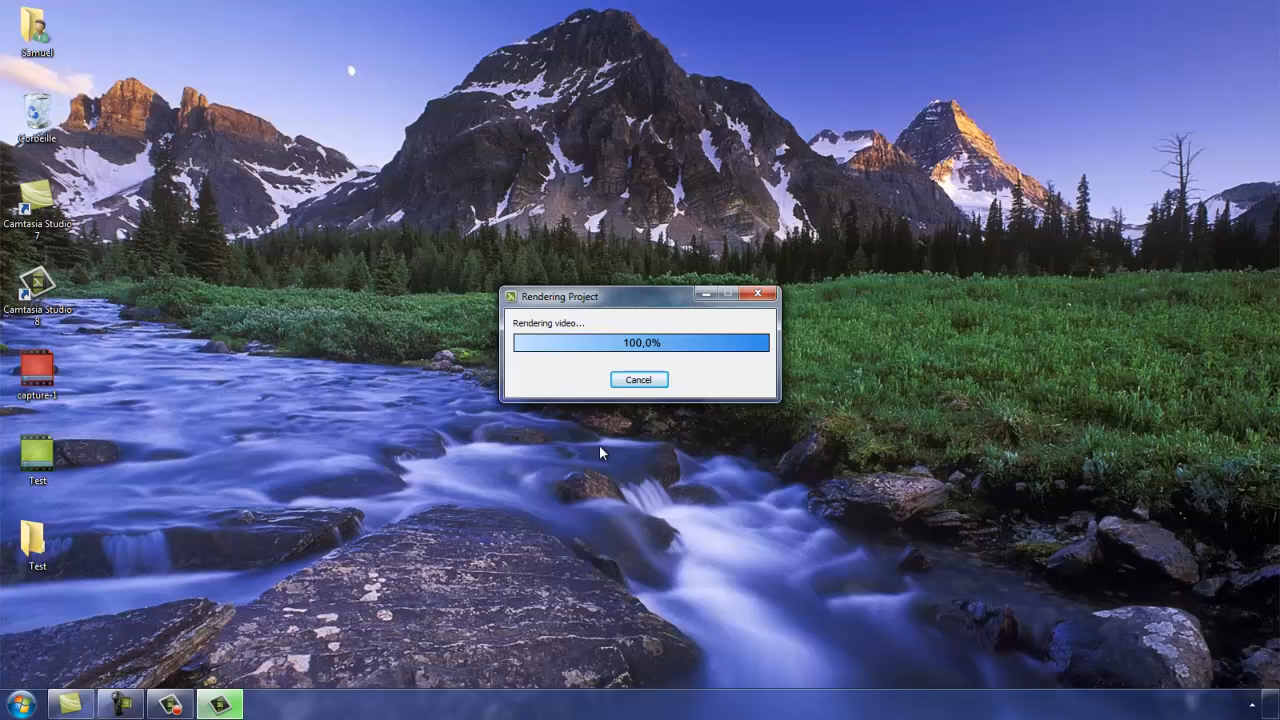 Samuel
Corbeille
Camtasia Studio
7
Camtasia Studio
8
capture-1
Test
Test
Rendering Project
Rendering video...
100,0%
Cancel